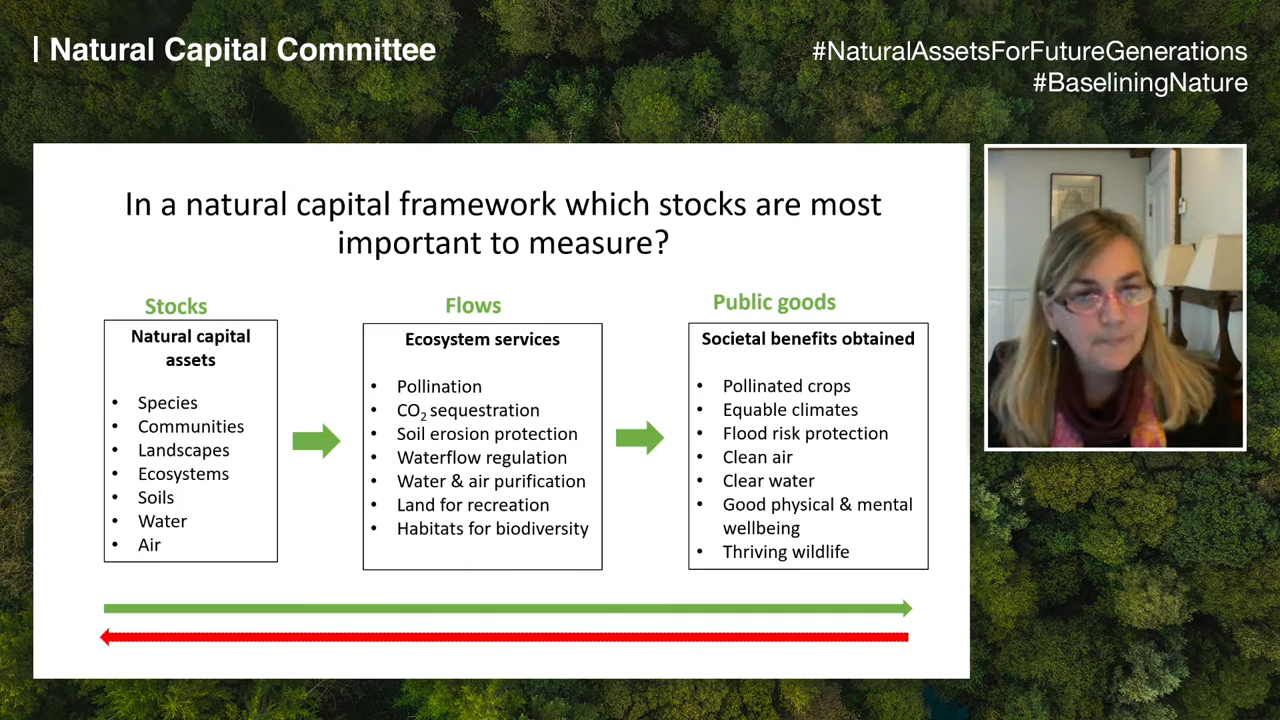 | Natural Capital Committee
#NaturalAssetsForFutureGenerations
#BaseliningNature
In a natural capital framework which stocks are most
important to measure?
Stocks
Natural capital
assets
• Species
• Communities
• Landscapes
• Ecosystems
• Soils
• Water
• Air
Flows
Ecosystem services
• Pollination
• CO₂ sequestration
• Soil erosion protection
• Waterflow regulation
• Water & air purification
• Land for recreation
• Habitats for biodiversity
Public goods
Societal benefits obtained
• Pollinated crops
• Equable climates
• Flood risk protection
• Clean air
• Clear water
• Good physical & mental
wellbeing
• Thriving wildlife